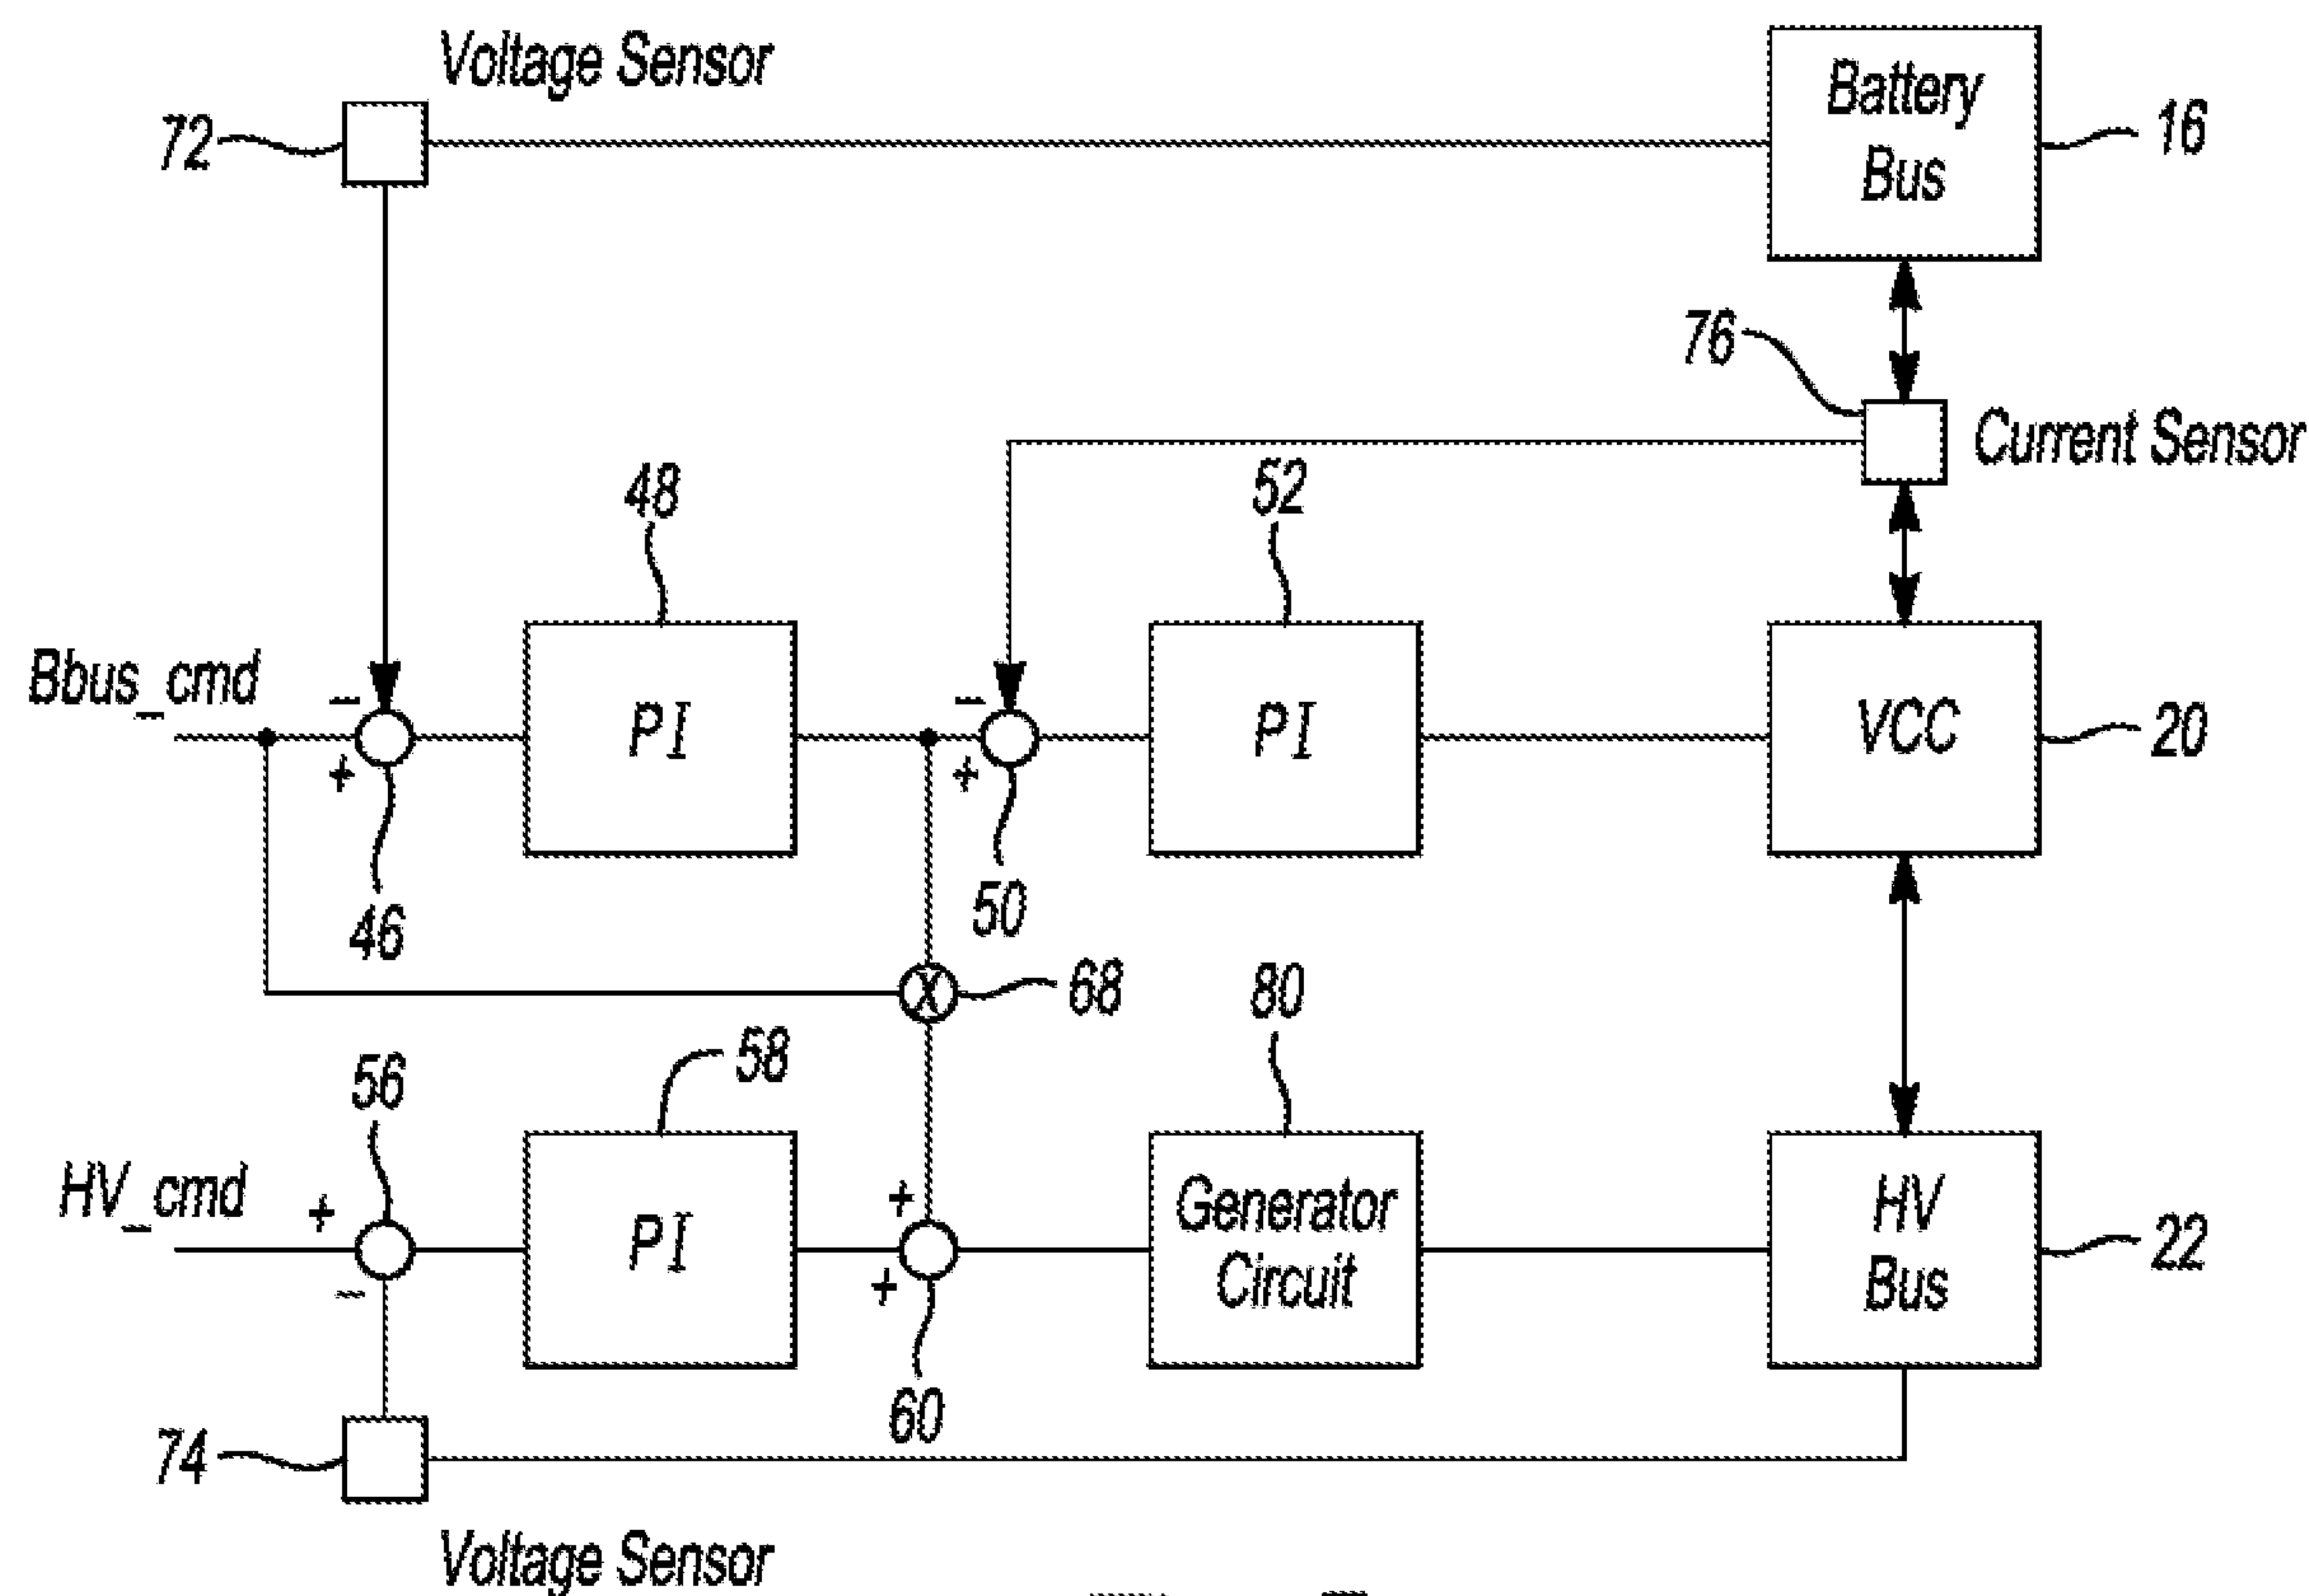 Voltage Sensor
72
Battery
Bus
16
76
Current Sensor
48
52
Bbus_cmd
−
+
PI
−
+
PI
VCC
20
46
50
68
80
56
58
HV_cmd
+
−
PI
+
+
X
Generator
Circuit
HV
Bus
22
60
74
Voltage Sensor